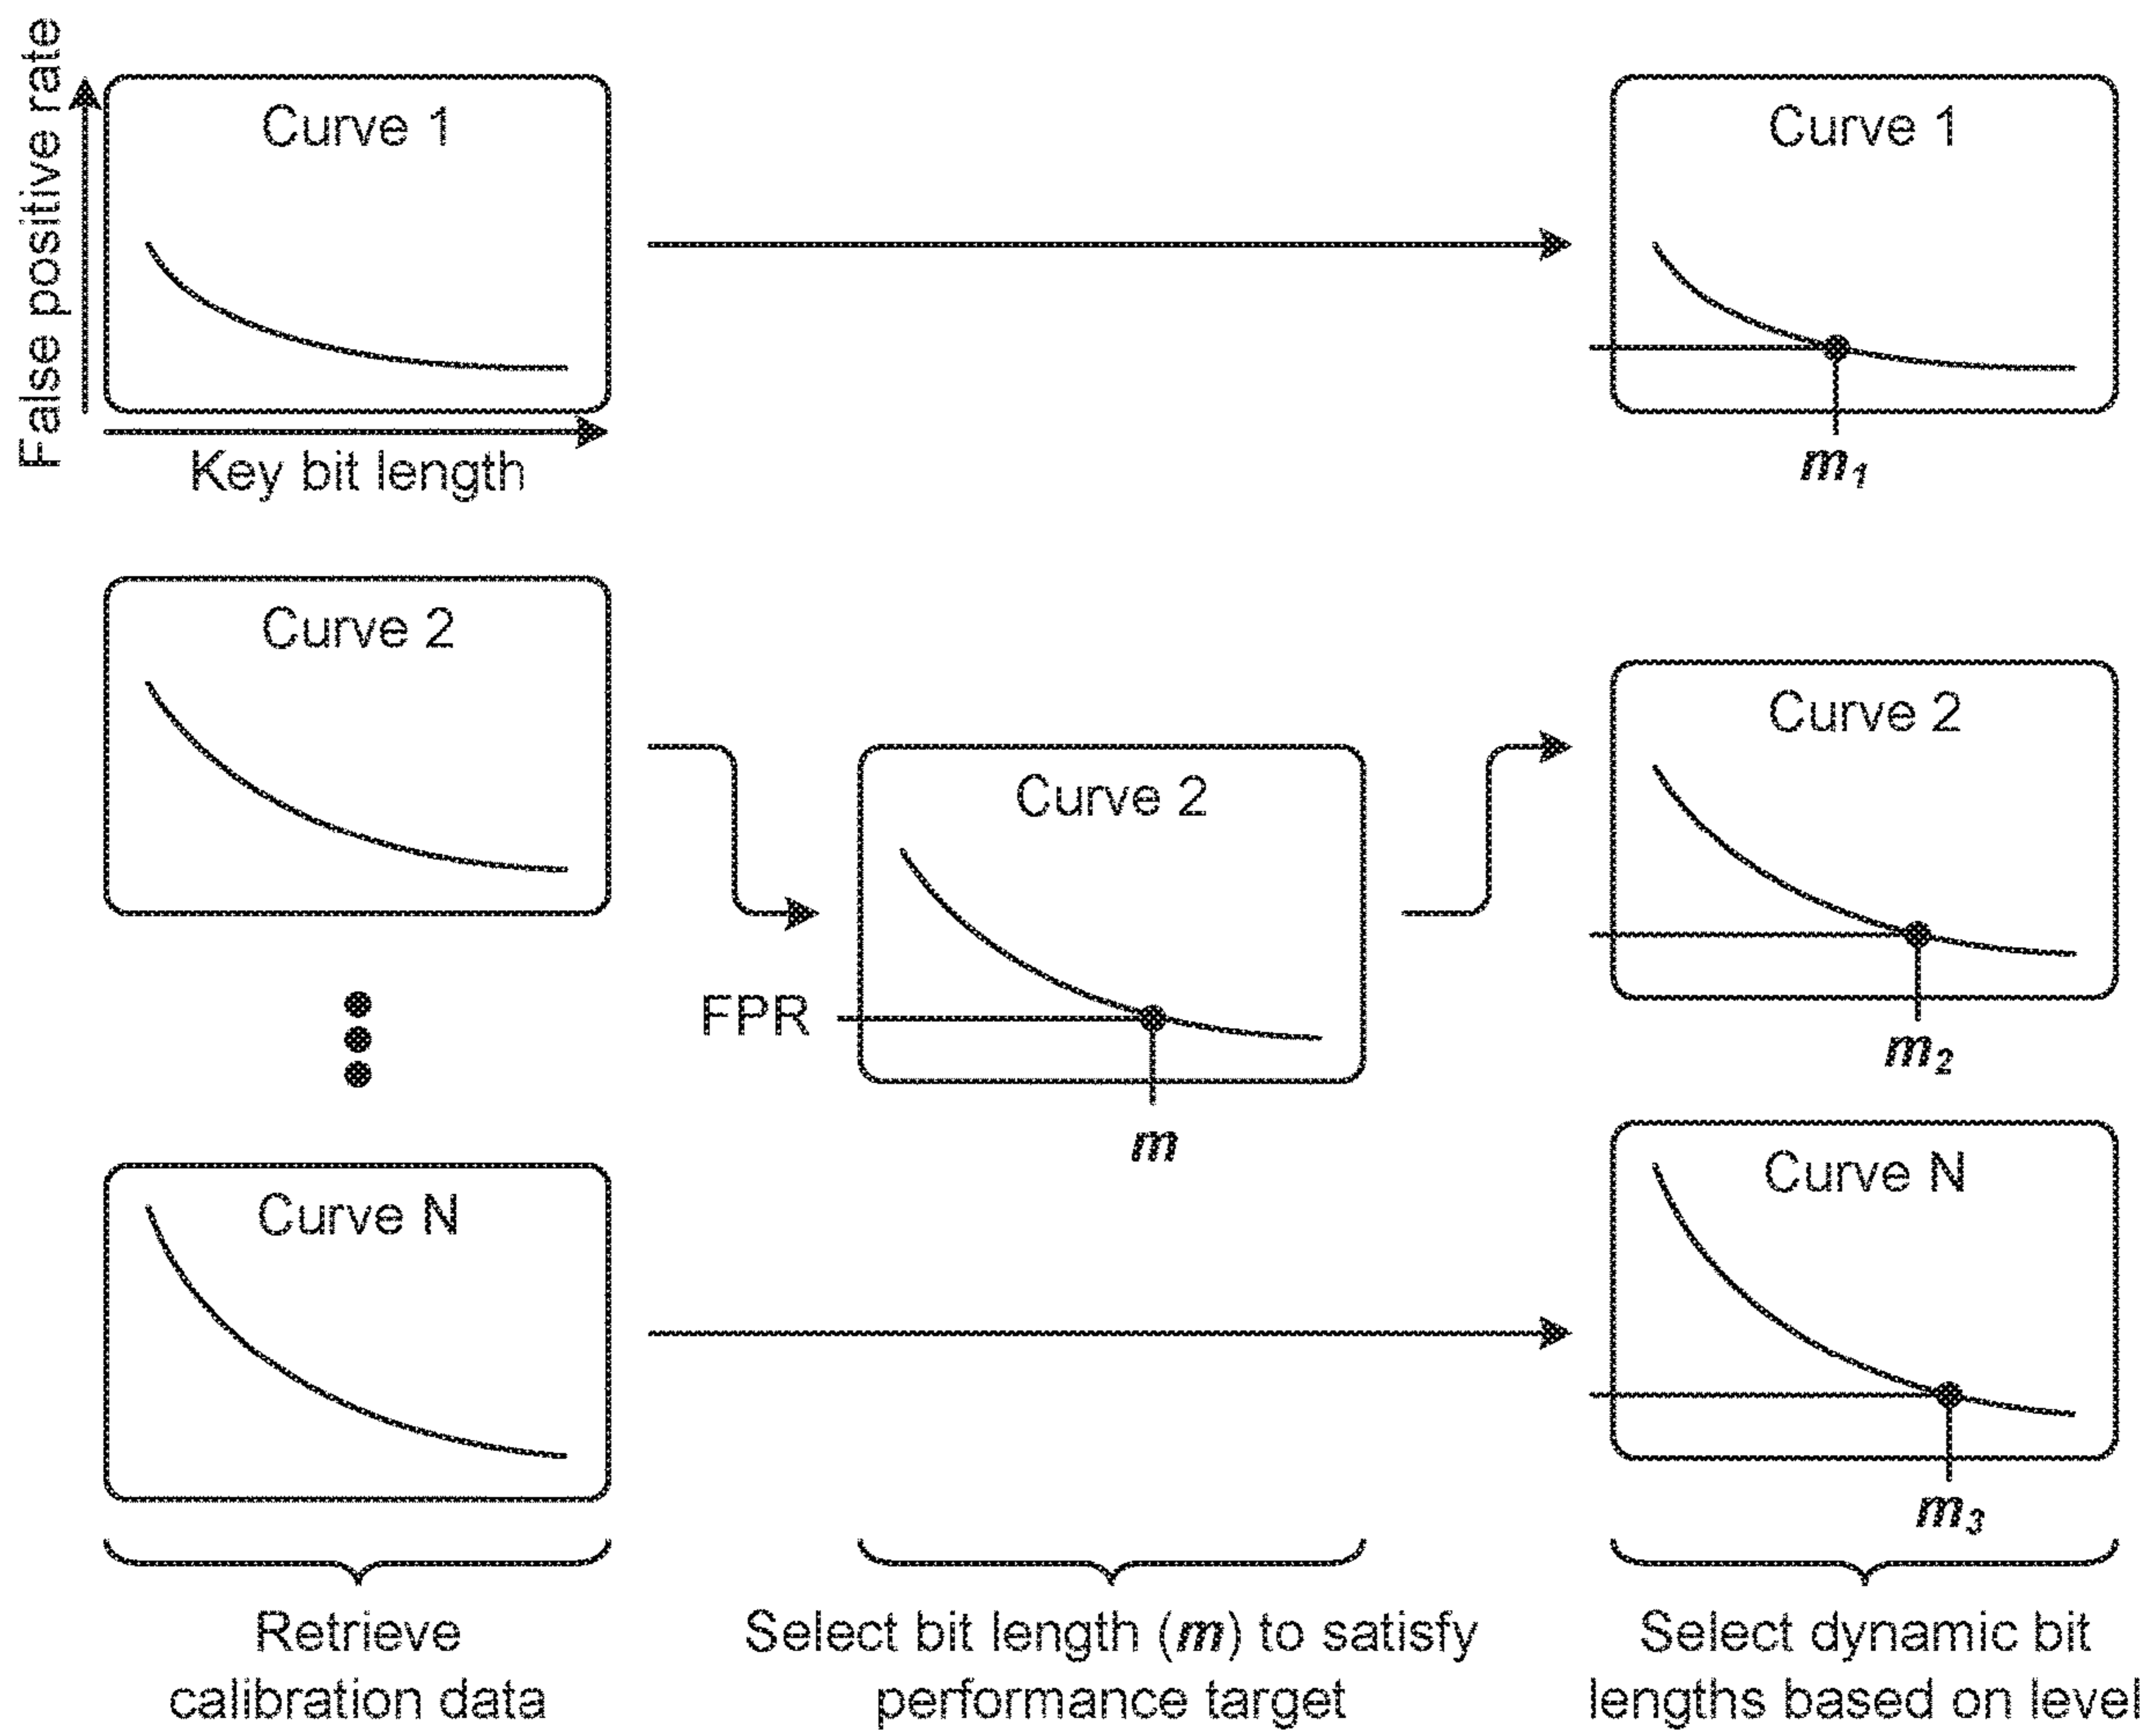 False positive rate
Curve 1
Key bit length
Curve 1
m1
Curve 2
Curve 2
FPR
m
Curve 2
m2
Curve N
Curve N
m3
Retrieve
calibration data
Select bit length (m) to satisfy
performance target
Select dynamic bit
lengths based on level